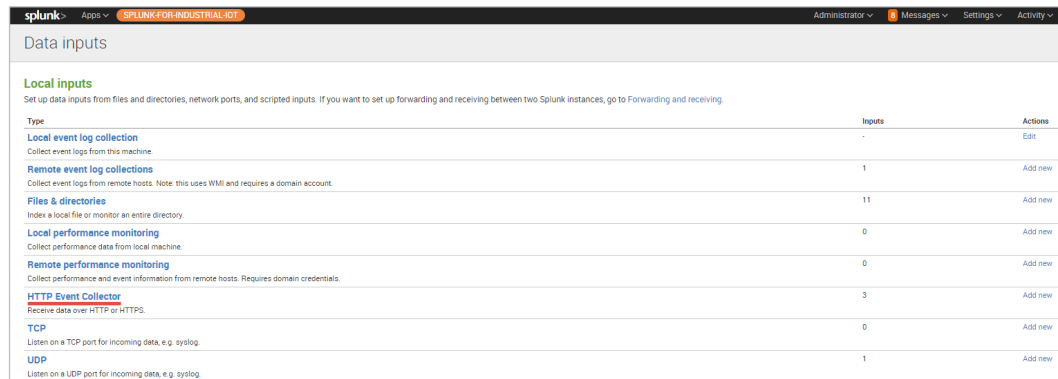 splunk> Apps SPLUNK-FOR-INDUSTRIAL-IOT Administrator 8 Messages Settings Activity
Data inputs
Local inputs
Set up data inputs from files and directories, network ports, and scripted inputs. If you want to set up forwarding and receiving between two Splunk instances, go to Forwarding and receiving.
Type Inputs Actions
Local event log collection - Edit
Collect event logs from this machine.
Remote event log collections 1 Add new
Collect event logs from remote hosts. Note: this uses WMI and requires a domain account.
Files & directories 11 Add new
Index a local file or monitor an entire directory.
Local performance monitoring 0 Add new
Collect performance data from local machine.
Remote performance monitoring 0 Add new
Collect performance and event information from remote hosts. Requires domain credentials.
HTTP Event Collector 3 Add new
Receive data over HTTP or HTTPS.
TCP 0 Add new
Listen on a TCP port for incoming data, e.g. syslog.
UDP 1 Add new
Listen on a UDP port for incoming data, e.g. syslog.